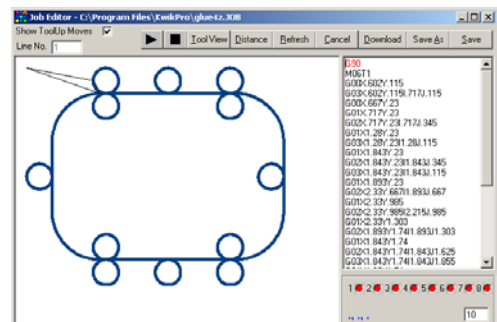 Job Editor - C:\Program Files\KwikPro\glue4z.JOB
Show ToolUp Moves
Line No. 1
ToolView Distance Refresh Cancel Download Save As Save
G90
M06T1
G00X.602Y.115
G03X.602Y.115I.717J.115
G00X.667Y.23
G01X.717Y.23
G02X.717Y.23I.717J.345
G01X1.28Y.23
G03X1.28Y.23I1.28J.115
G01X1.843Y.23
G02X1.843Y.23I1.843J.345
G03X1.843Y.23I1.843J.115
G01X1.893Y.23
G02X2.33Y.667I1.893J.667
G01X2.33Y.985
G02X2.33Y.985I2.215J.985
G01X2.33Y1.303
G02X1.893Y1.74I1.893J1.303
G01X1.843Y1.74
G02X1.843Y1.74I1.843J1.625
G03X1.843Y1.74I1.843J1.855
1 2 3 4 5 6 7 8
10